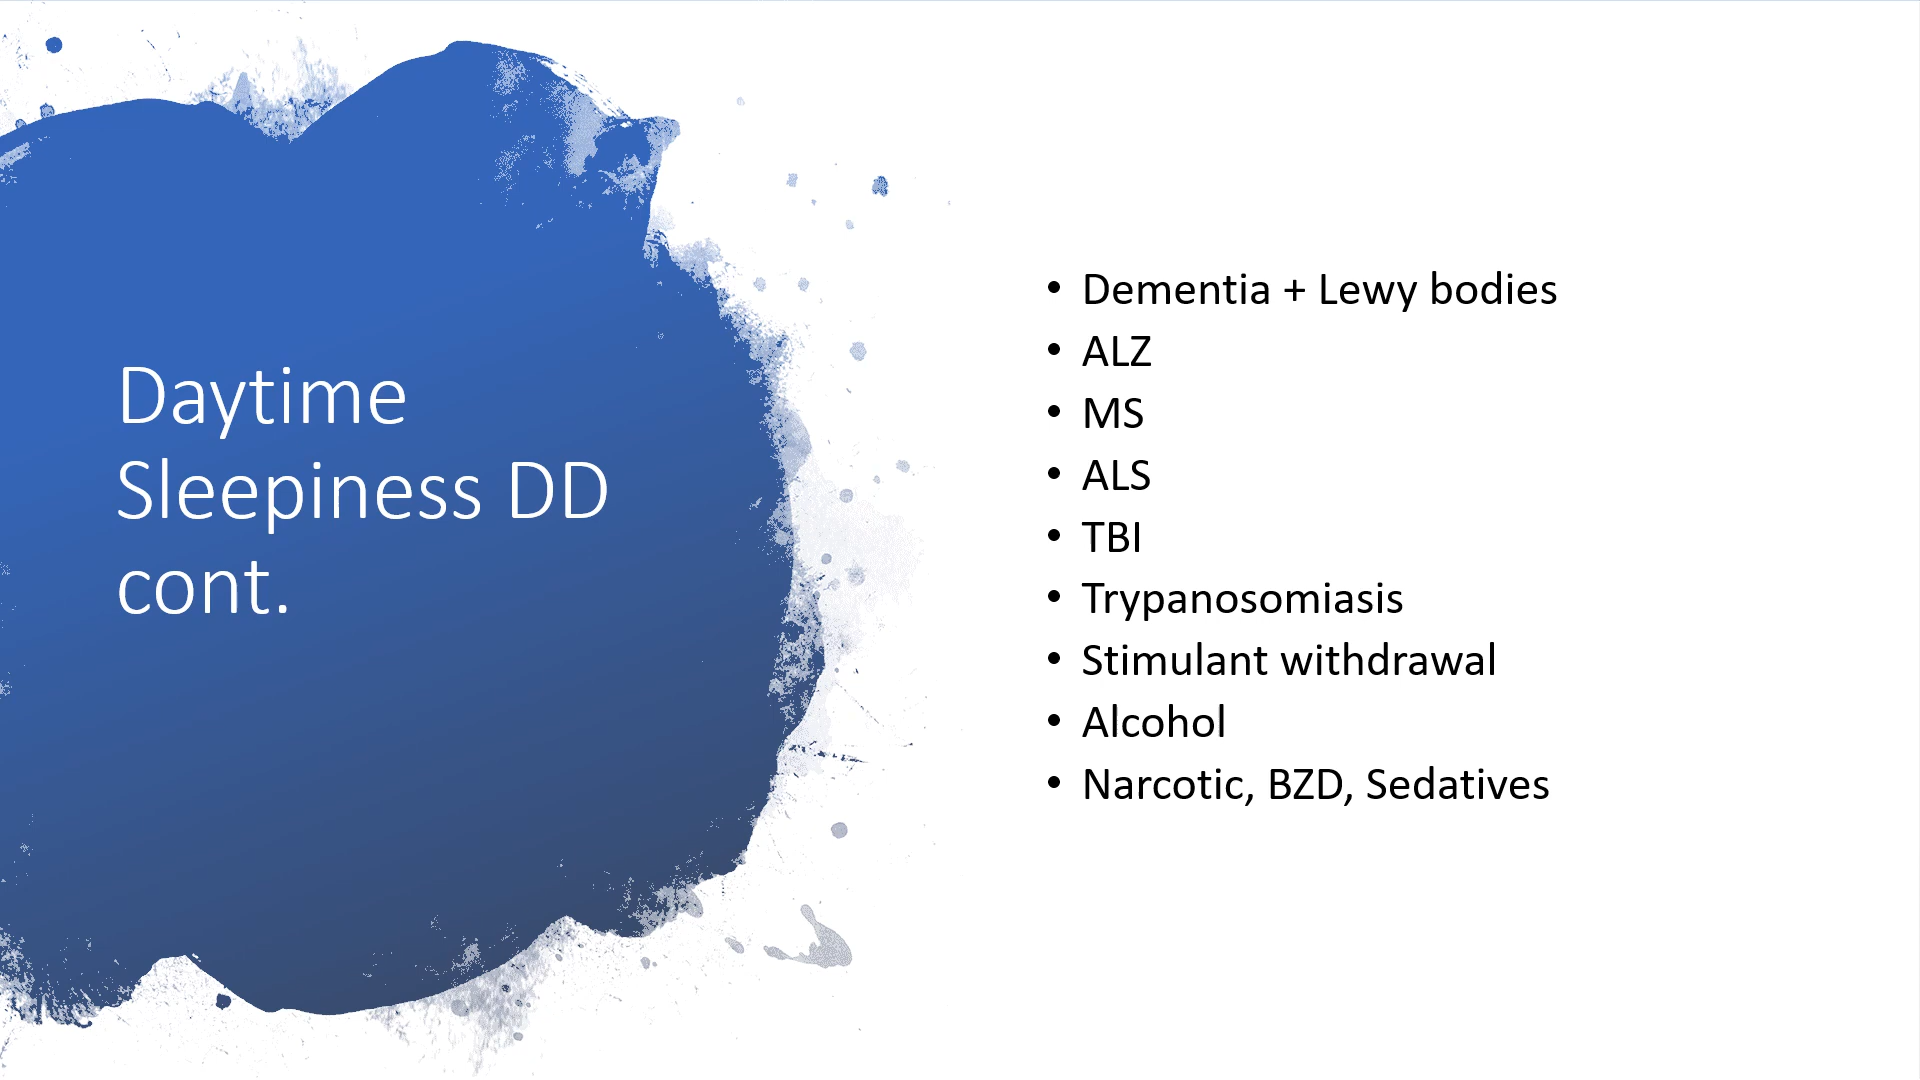 Daytime
Sleepiness DD
cont.
• Dementia + Lewy bodies
• ALZ
• MS
• ALS
• TBI
• Trypanosomiasis
• Stimulant withdrawal
• Alcohol
• Narcotic, BZD, Sedatives